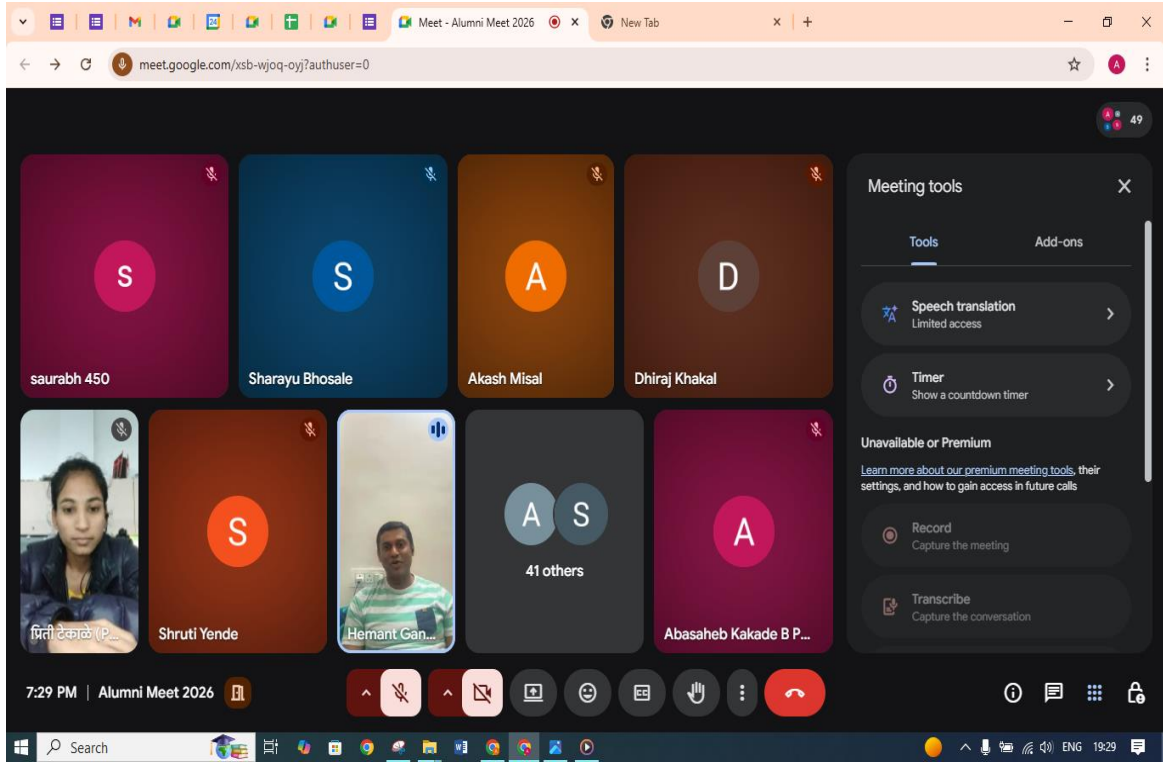 Meet - Alumni Meet 2026
New Tab
meet.google.com/xsb-wjoq-oyj?authuser=0
A
49
S
saurabh 450
S
Sharayu Bhosale
A
Akash Misal
D
Dhiraj Khakal
Meeting tools
Tools Add-ons
Speech translation
Limited access
Timer
Show a countdown timer
Unavailable or Premium
Learn more about our premium meeting tools, their
settings, and how to gain access in future calls
Record
Capture the meeting
Transcribe
Capture the conversation
प्रिती टेकाळे (P...
S
Shruti Yende
Hemant Gan...
A S
41 others
A
Abasaheb Kakade B P...
7:29 PM | Alumni Meet 2026
CC
Search
ENG 19:29